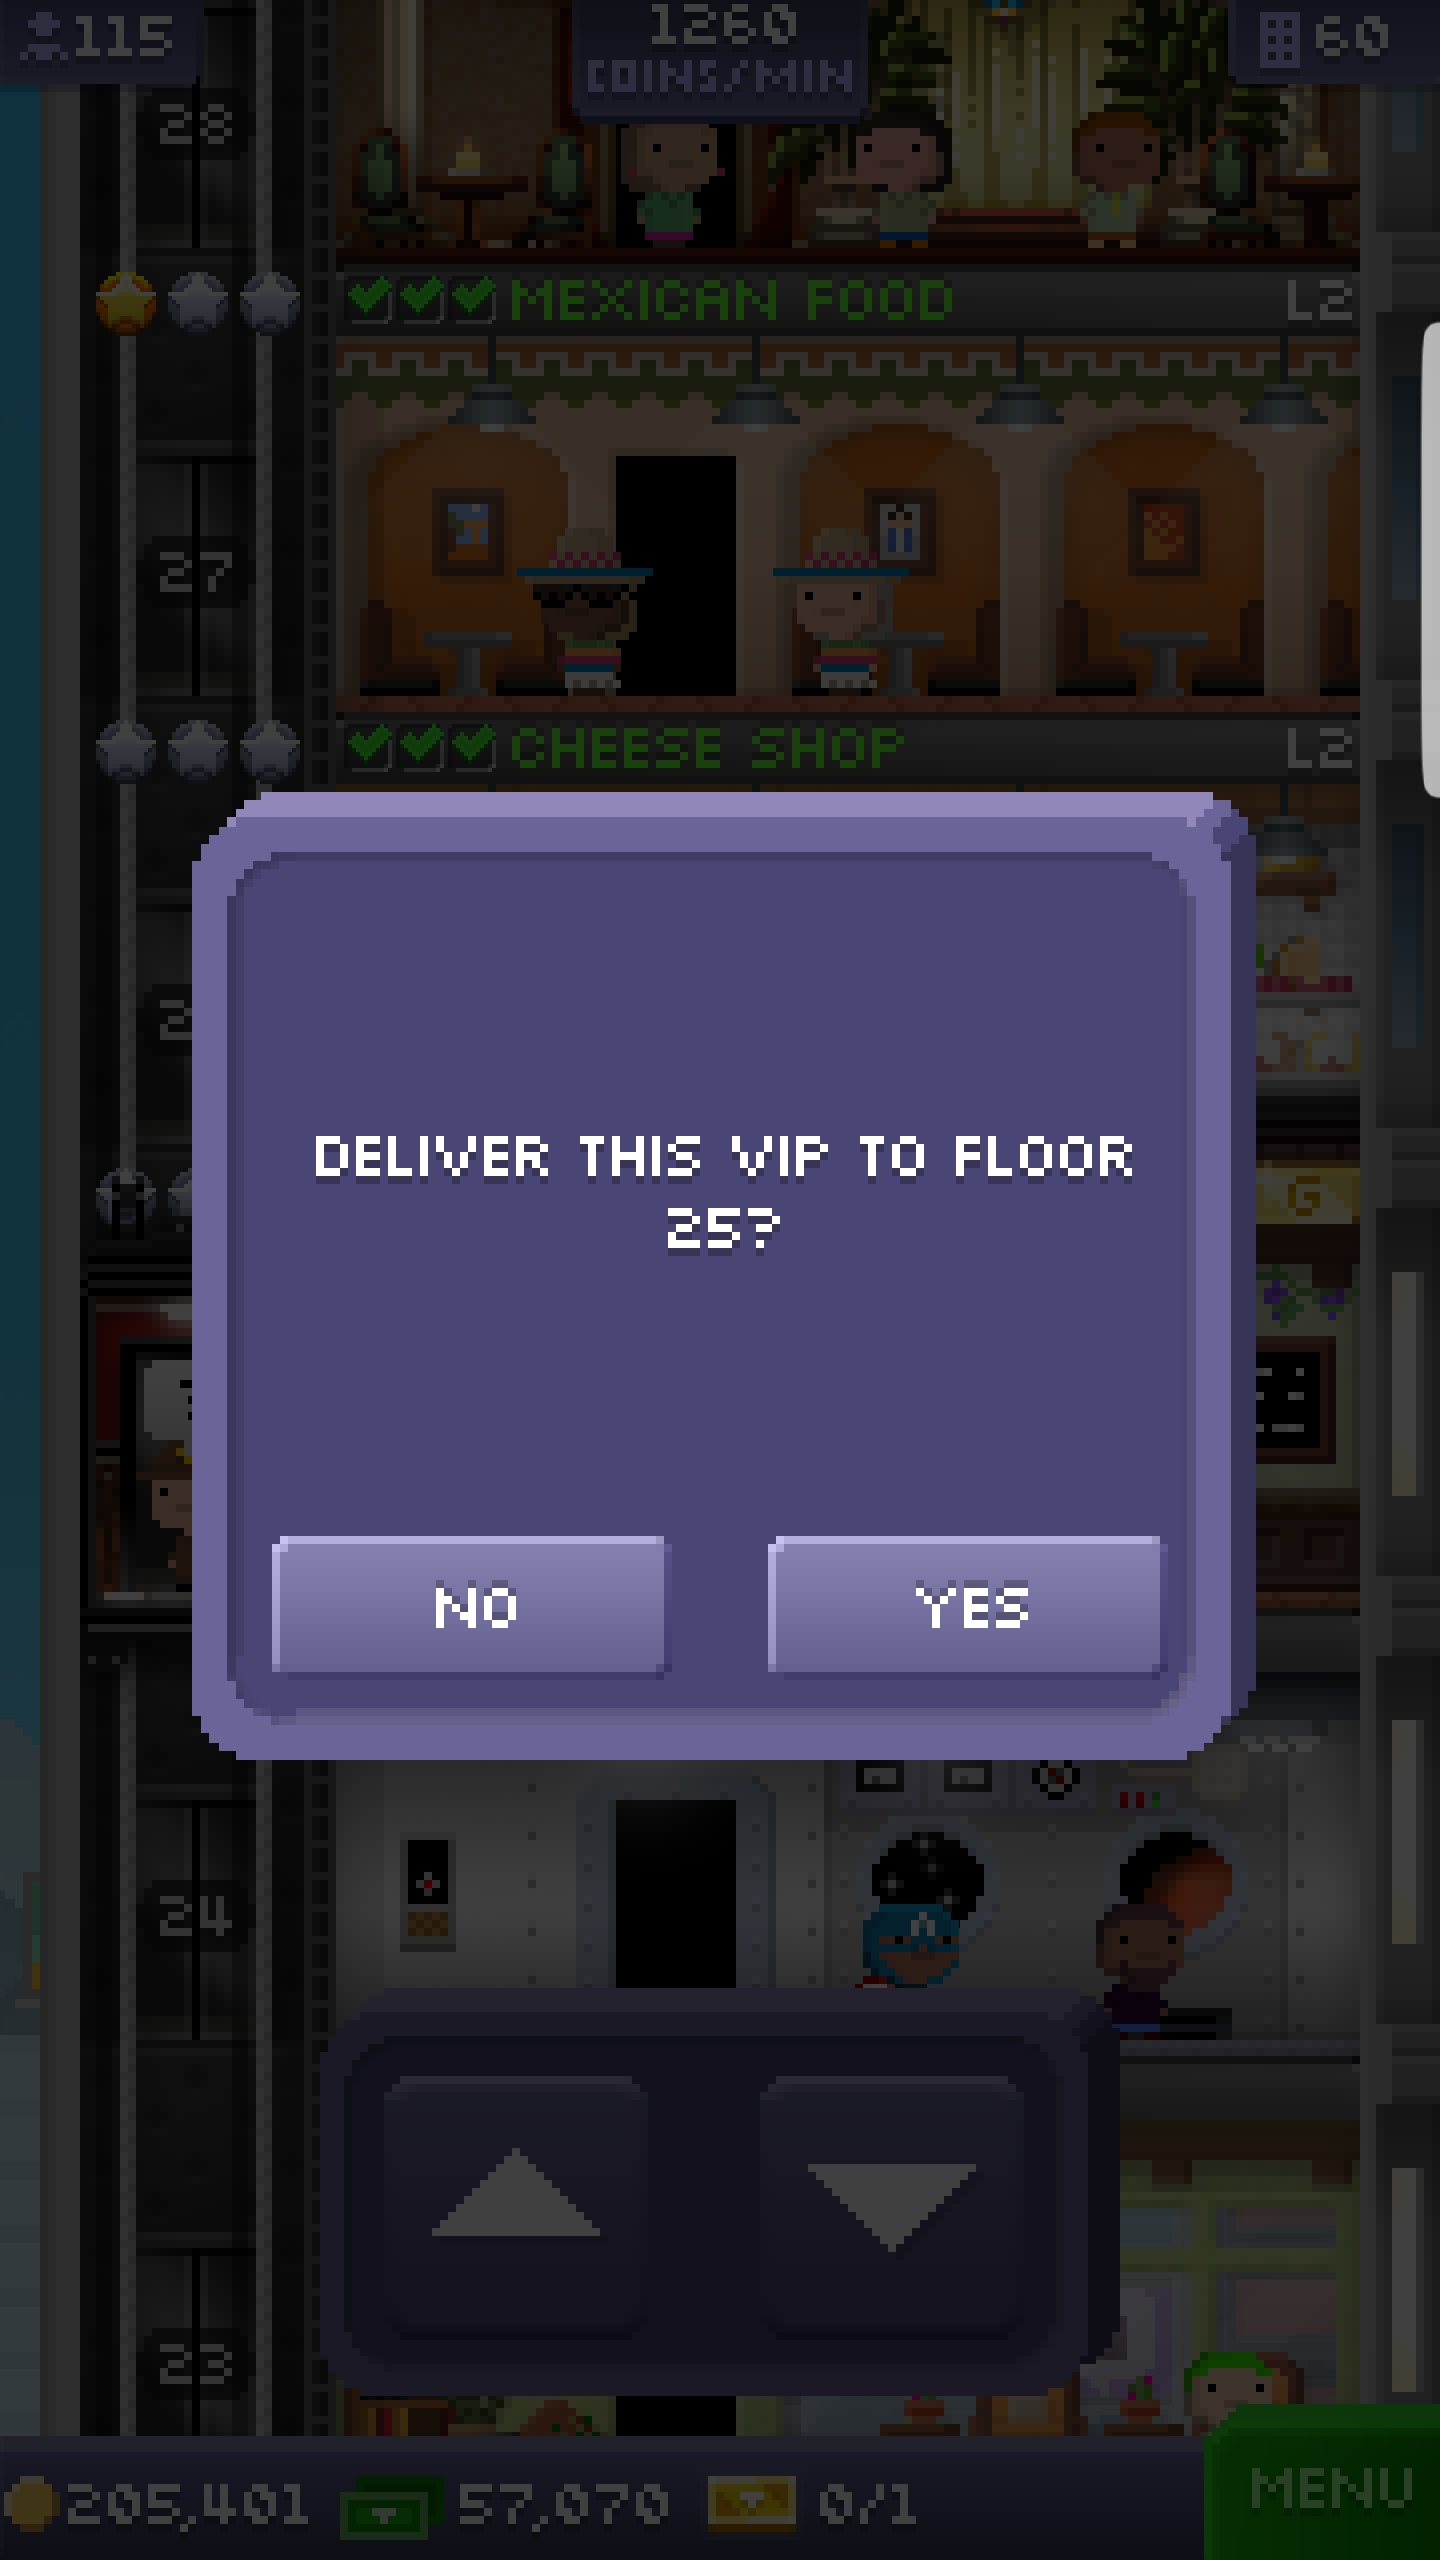 115
1260
COINS/MIN
60
28
MEXICAN FOOD
L2
27
CHEESE SHOP
L2
G
DELIVER THIS VIP TO FLOOR
25?
NO
YES
24
23
205,401
57,070
0/1
MENU